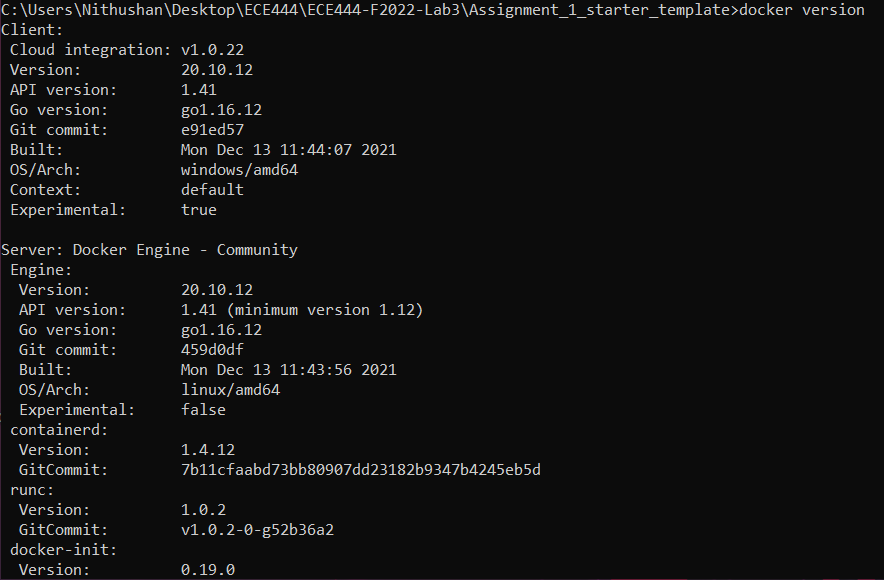 C:\Users\Nithushan\Desktop\ECE444\ECE444-F2022-Lab3\Assignment_1_starter_template>docker version
Client:
 Cloud integration: v1.0.22
 Version:           20.10.12
 API version:       1.41
 Go version:        go1.16.12
 Git commit:        e91ed57
 Built:             Mon Dec 13 11:44:07 2021
 OS/Arch:           windows/amd64
 Context:           default
 Experimental:      true

Server: Docker Engine - Community
 Engine:
  Version:          20.10.12
  API version:      1.41 (minimum version 1.12)
  Go version:       go1.16.12
  Git commit:       459d0df
  Built:            Mon Dec 13 11:43:56 2021
  OS/Arch:          linux/amd64
  Experimental:     false
 containerd:
  Version:          1.4.12
  GitCommit:        7b11cfaabd73bb80907dd23182b9347b4245eb5d
 runc:
  Version:          1.0.2
  GitCommit:        v1.0.2-0-g52b36a2
 docker-init:
  Version:          0.19.0